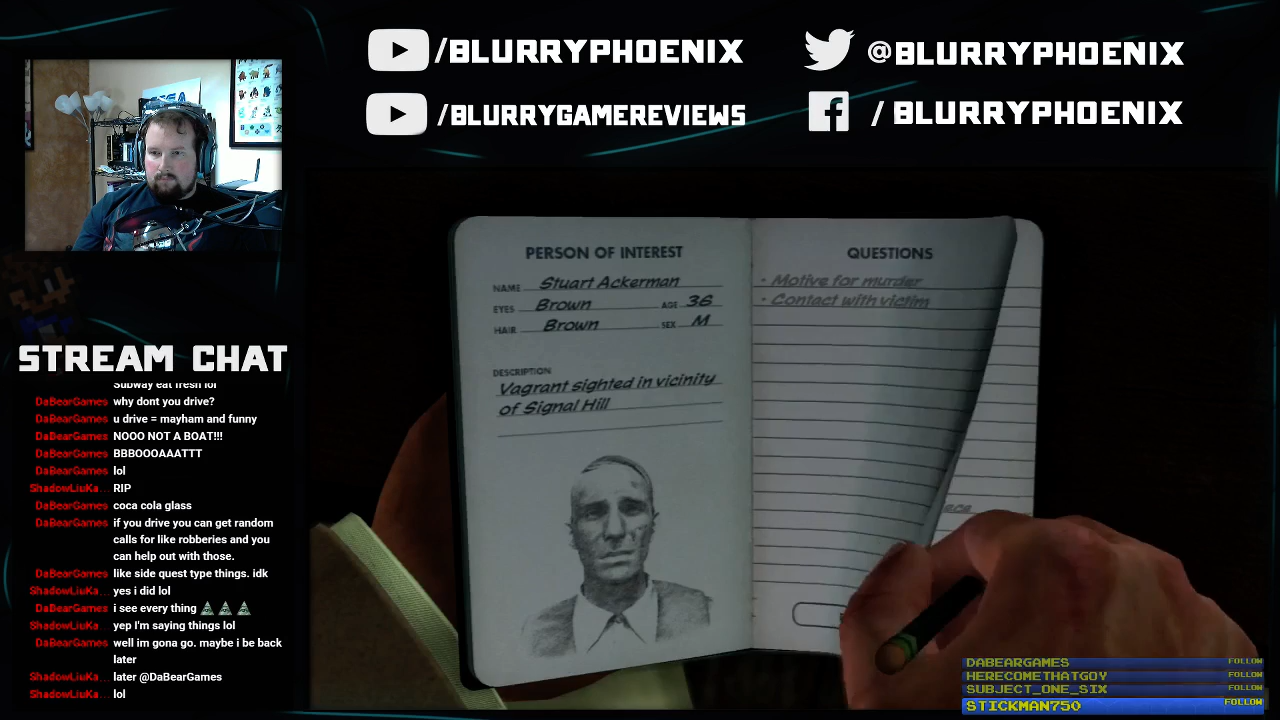 /BLURRYPHOENIX
@BLURRYPHOENIX
/BLURRYGAMEREVIEWS
/ BLURRYPHOENIX
STREAM CHAT
Subway eat fresh lol
DaBearGames why dont you drive?
DaBearGames u drive = mayham and funny
DaBearGames NOOO NOT A BOAT!!!
DaBearGames BBBOOOAAATTT
DaBearGames lol
ShadowLiuKa... RIP
DaBearGames coca cola glass
DaBearGames if you drive you can get random
calls for like robberies and you
can help out with those.
DaBearGames like side quest type things. idk
ShadowLiuKa... yes i did lol
DaBearGames i see every thing
ShadowLiuKa... yep I'm saying things lol
DaBearGames well im gona go. maybe i be back
later
ShadowLiuKa... later @DaBearGames
ShadowLiuKa... lol
PERSON OF INTEREST
NAME Stuart Ackerman
EYES Brown AGE 36
HAIR Brown SEX M
DESCRIPTION
Vagrant sighted in vicinity
of Signal Hill
QUESTIONS
• Motive for murder
• Contact with victim
DABEARGAMES FOLLOW
HERECOMETHATGOY FOLLOW
SUBJECT_ONE_SIX FOLLOW
STICKMAN750 FOLLOW